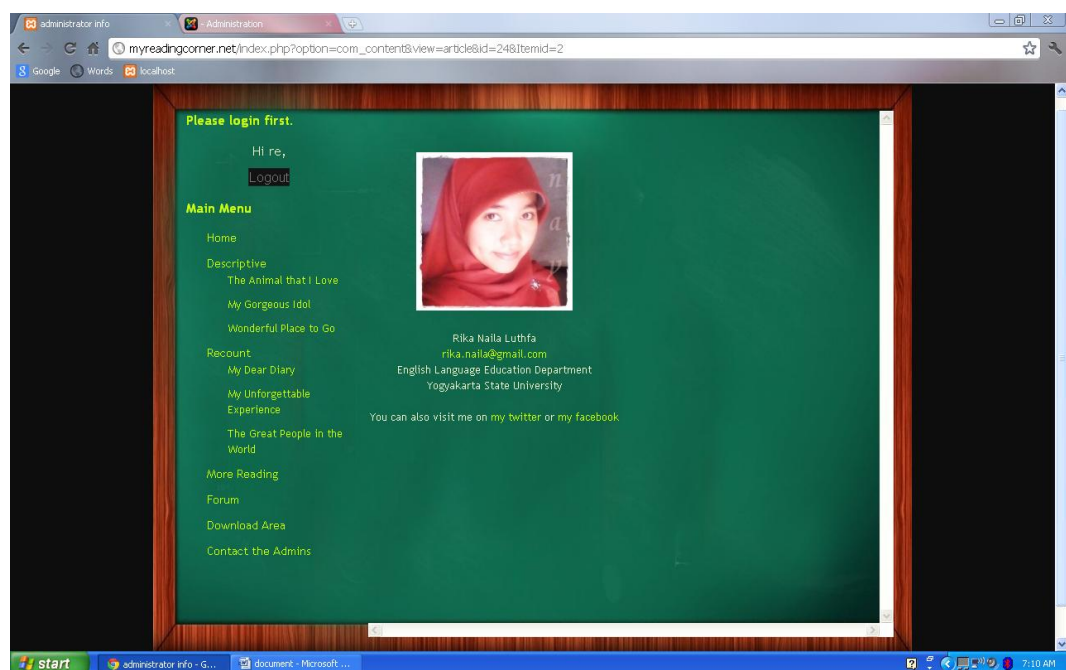 administrator info
- Administration
myreadingcorner.net/index.php?option=com_content&view=article&id=24&Itemid=2
Google
Words
localhost
Please login first.
Hi re,
Logout
Main Menu
Home
Descriptive
The Animal that I Love
My Gorgeous Idol
Wonderful Place to Go
Recount
My Dear Diary
My Unforgettable
Experience
The Great People in the
World
More Reading
Forum
Download Area
Contact the Admins
n
a
y
Rika Naila Luthfa
rika.naila@gmail.com
English Language Education Department
Yogyakarta State University
You can also visit me on my twitter or my facebook
start
administrator info - G...
document - Microsoft ...
7:10 AM